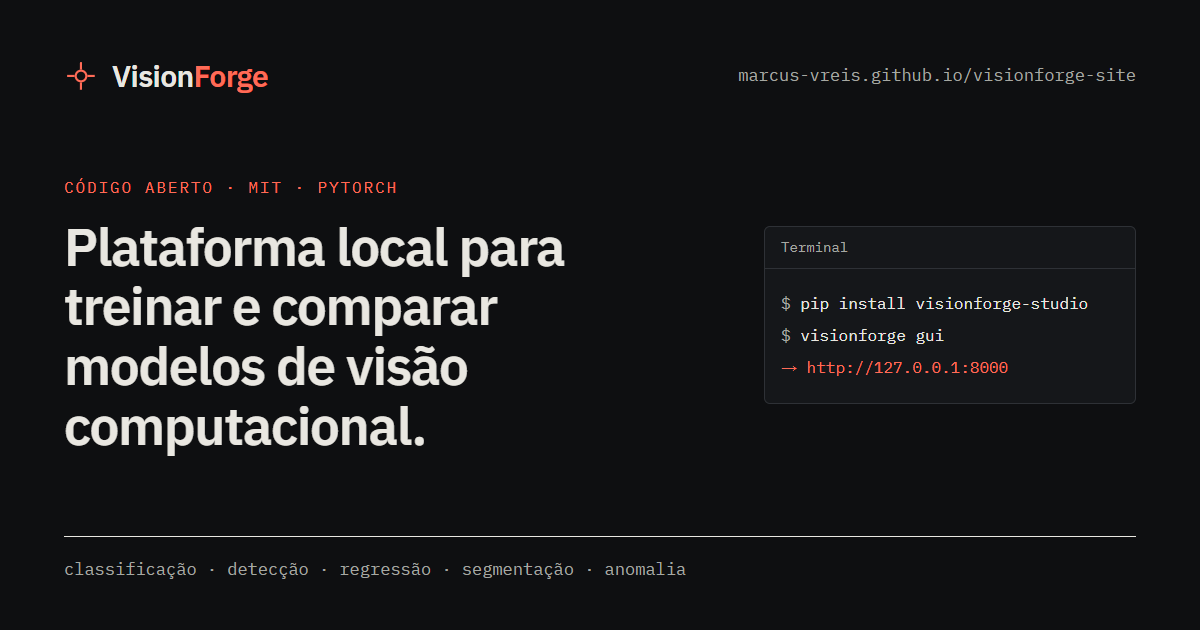 VisionForge
marcus-vreis.github.io/visionforge-site
CÓDIGO ABERTO · MIT · PYTORCH
Plataforma local para
treinar e comparar
modelos de visão
computacional.
Terminal
$ pip install visionforge-studio
$ visionforge gui
→ http://127.0.0.1:8000
classificação · detecção · regressão · segmentação · anomalia